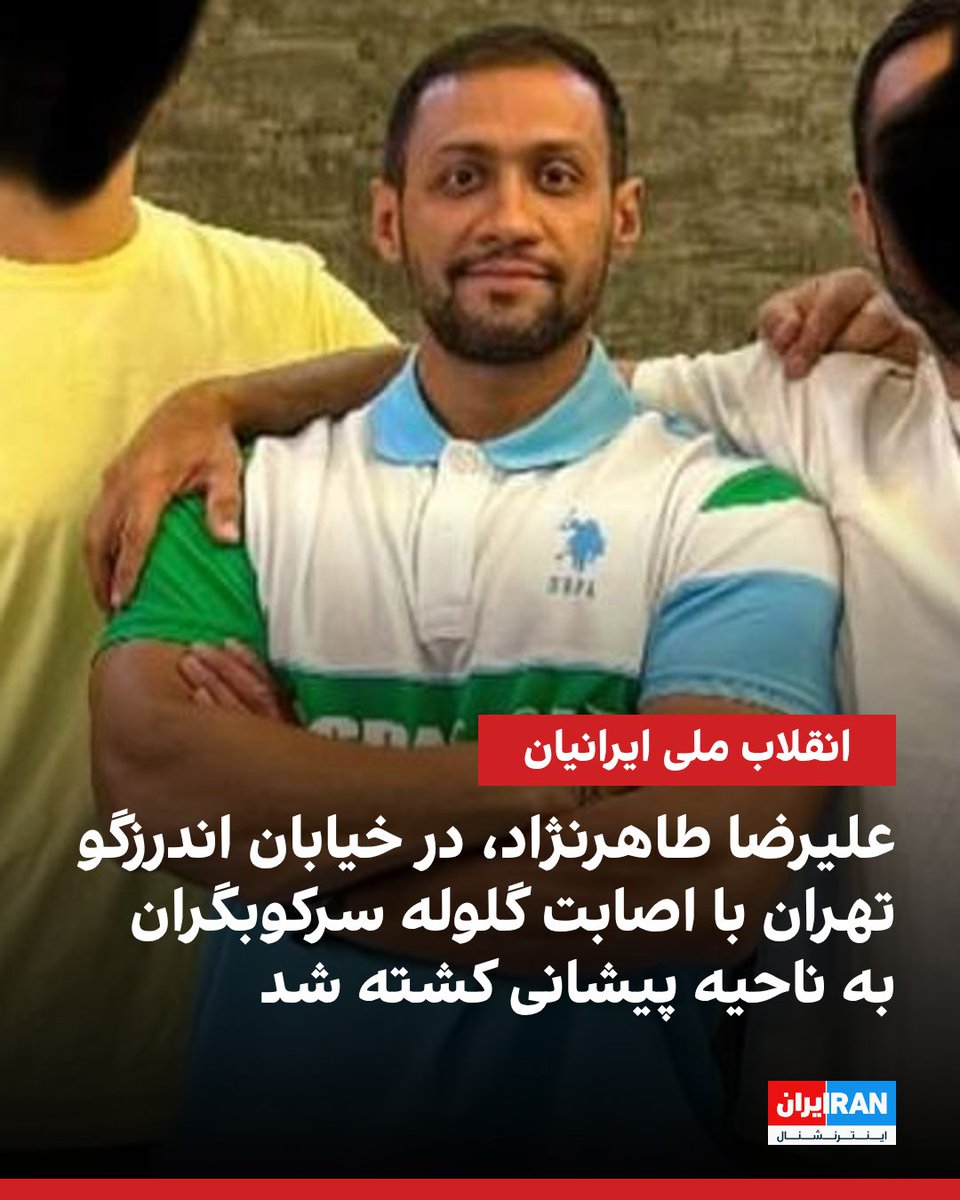 USPA
انقلاب ملی ایرانیان
علیرضا طاهرنژاد، در خیابان اندرزگو
تهران با اصابت گلوله سرکوبگران
به ناحیه پیشانی کشته شد
ایران IRAN
اینترنشنال